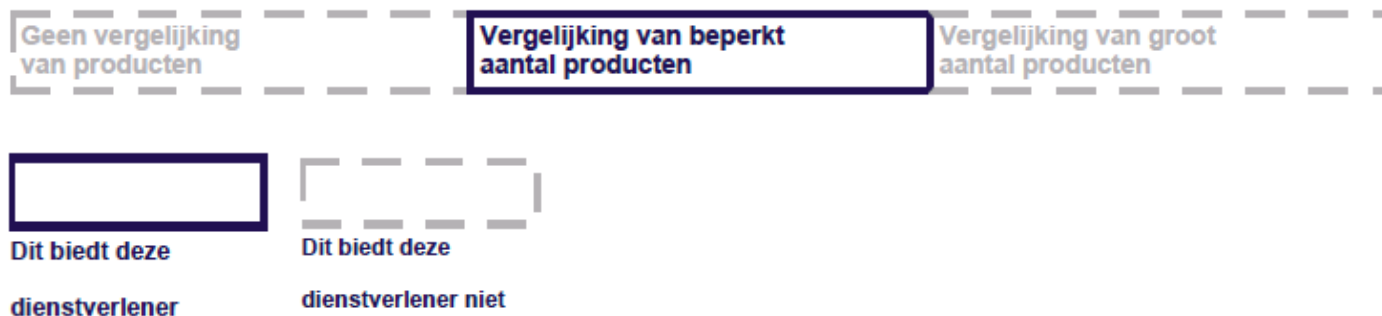 Geen vergelijking
van producten
Vergelijking van beperkt
aantal producten
Vergelijking van groot
aantal producten
Dit biedt deze
dienstverlener
Dit biedt deze
dienstverlener niet